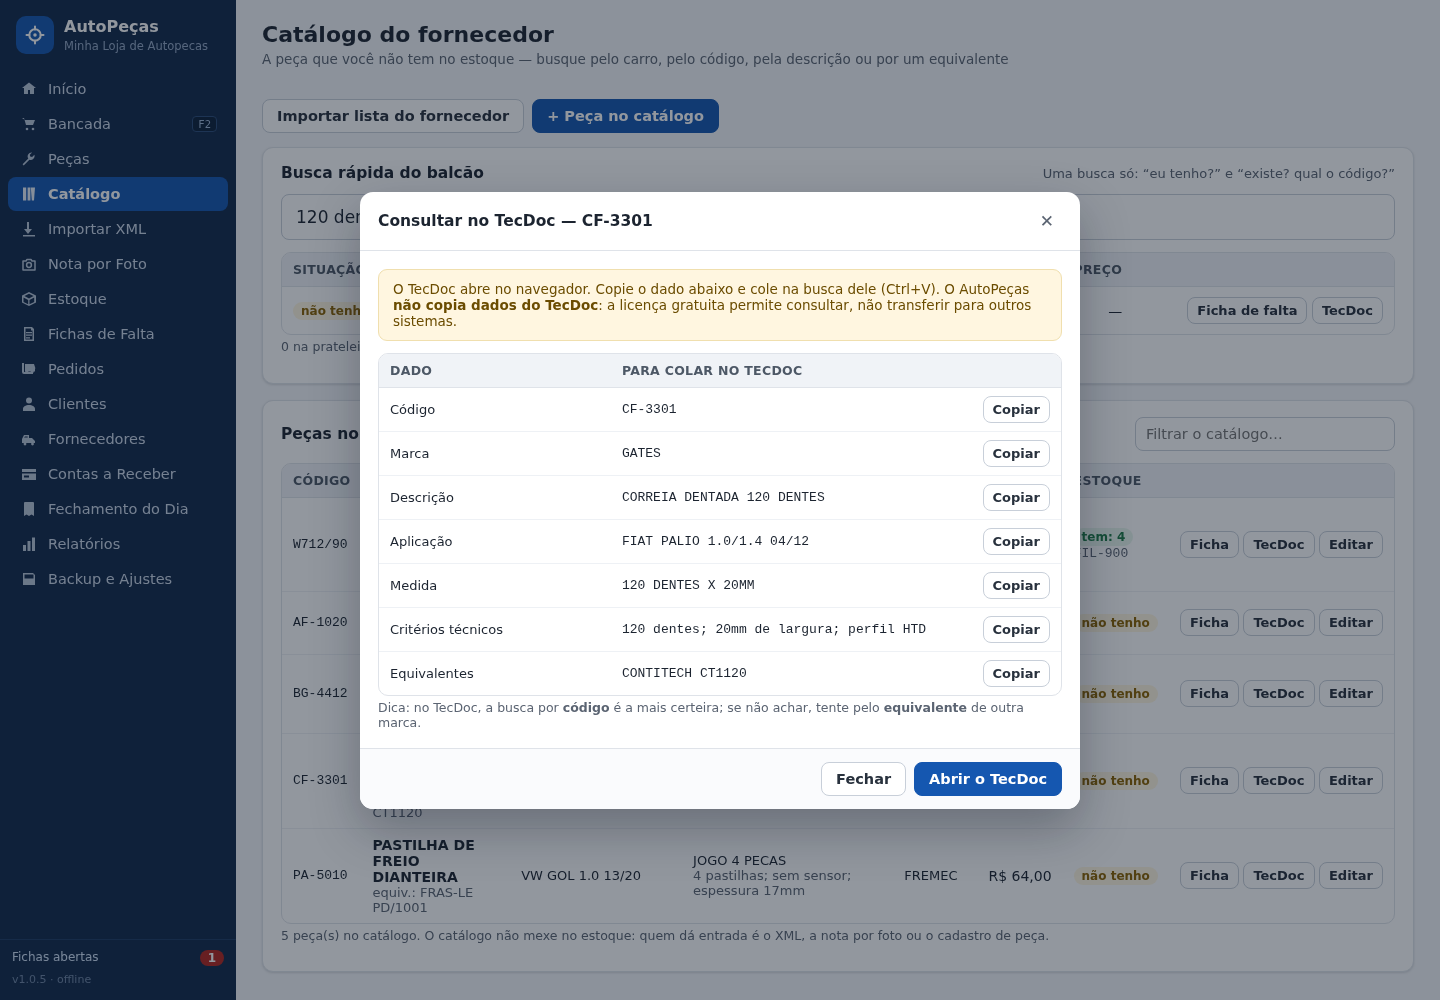 AutoPeças
Minha Loja de Autopecas
Início
Bancada F2
Peças
Catálogo
Importar XML
Nota por Foto
Estoque
Fichas de Falta
Pedidos
Clientes
Fornecedores
Contas a Receber
Fechamento do Dia
Relatórios
Backup e Ajustes
Fichas abertas 1
v1.0.5 · offline
Catálogo do fornecedor
A peça que você não tem no estoque — busque pelo carro, pelo código, pela descrição ou por um equivalente
Importar lista do fornecedor + Peça no catálogo
Busca rápida do balcão Uma busca só: “eu tenho?” e “existe? qual o código?”
120
PREÇO
— Ficha de falta TecDoc
0 na
Consultar no TecDoc — CF-3301 ✕
O TecDoc abre no navegador. Copie o dado abaixo e cole na busca dele (Ctrl+V). O AutoPeças
não copia dados do TecDoc: a licença gratuita permite consultar, não transferir para outros
sistemas.
DADO PARA COLAR NO TECDOC
Código CF-3301 Copiar
Marca GATES Copiar
Descrição CORREIA DENTADA 120 DENTES Copiar
Aplicação FIAT PALIO 1.0/1.4 04/12 Copiar
Medida 120 DENTES X 20MM Copiar
Critérios técnicos 120 dentes; 20mm de largura; perfil HTD Copiar
Equivalentes CONTITECH CT1120 Copiar
Dica: no TecDoc, a busca por código é a mais certeira; se não achar, tente pelo equivalente de outra
marca.
Fechar Abrir o TecDoc
Peças no
Filtrar o catálogo…
CÓDIGO ESTOQUE
W712/90 tem: 4 Ficha TecDoc Editar
AF-1020 não tenho Ficha TecDoc Editar
BG-4412 não tenho Ficha TecDoc Editar
CF-3301 não tenho Ficha TecDoc Editar
CT1120
PASTILHA DE
FREIO
DIANTEIRA
equiv.: FRAS-LE
PD/1001
PA-5010 VW GOL 1.0 13/20
JOGO 4 PECAS
4 pastilhas; sem sensor;
espessura 17mm
FREMEC R$ 64,00 não tenho Ficha TecDoc Editar
5 peça(s) no catálogo. O catálogo não mexe no estoque: quem dá entrada é o XML, a nota por foto ou o cadastro de peça.